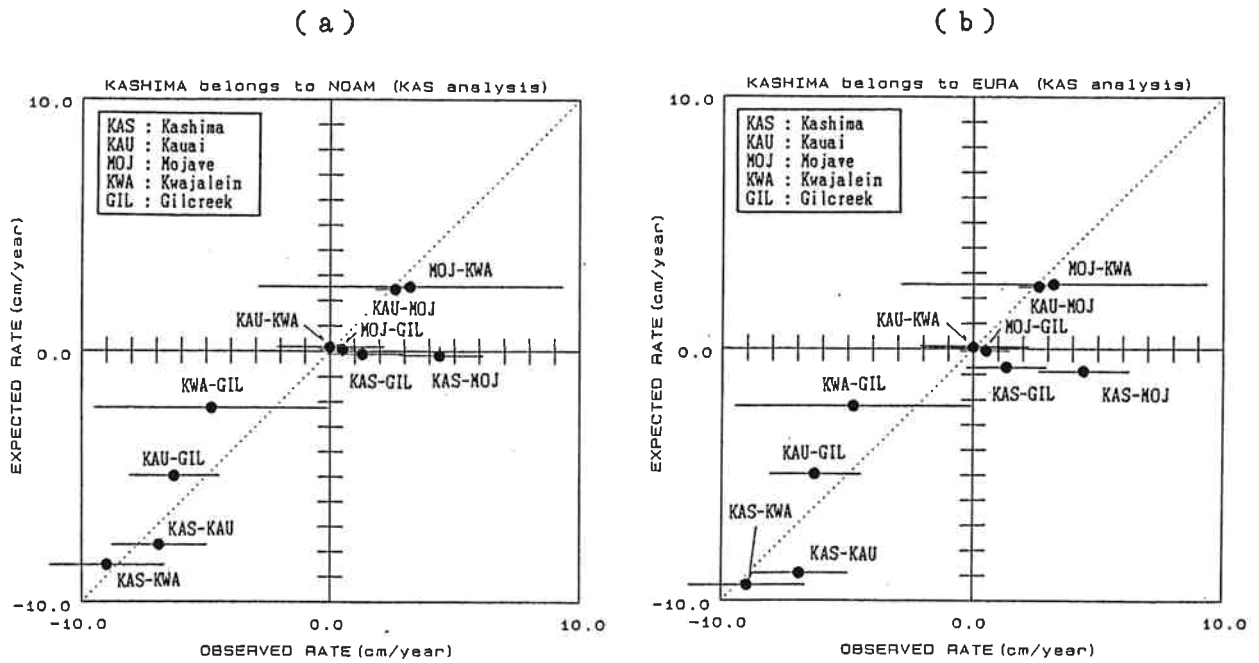 ( a )
KASHIMA belongs to NOAM (KAS analysis)
10.0
KAS : Kashima
KAU : Kauai
MOJ : Mojave
KWA : Kwajalein
GIL : Gilcreek
EXPECTED RATE (cm/year)
MOJ-KWA
KAU-MOJ
KAU-KWA
MOJ-GIL
0.0
KAS-GIL
KAS-MOJ
KWA-GIL
KAU-GIL
KAS-KAU
KAS-KWA
-10.0
-10.0
0.0
10.0
OBSERVED RATE (cm/year)
( b )
KASHIMA belongs to EURA (KAS analysis)
10.0
KAS : Kashima
KAU : Kauai
MOJ : Mojave
KWA : Kwajalein
GIL : Gilcreek
EXPECTED RATE (cm/year)
MOJ-KWA
KAU-MOJ
KAU-KWA
MOJ-GIL
0.0
KAS-GIL
KAS-MOJ
KWA-GIL
KAU-GIL
KAS-KWA
KAS-KAU
-10.0
-10.0
0.0
10.0
OBSERVED RATE (cm/year)